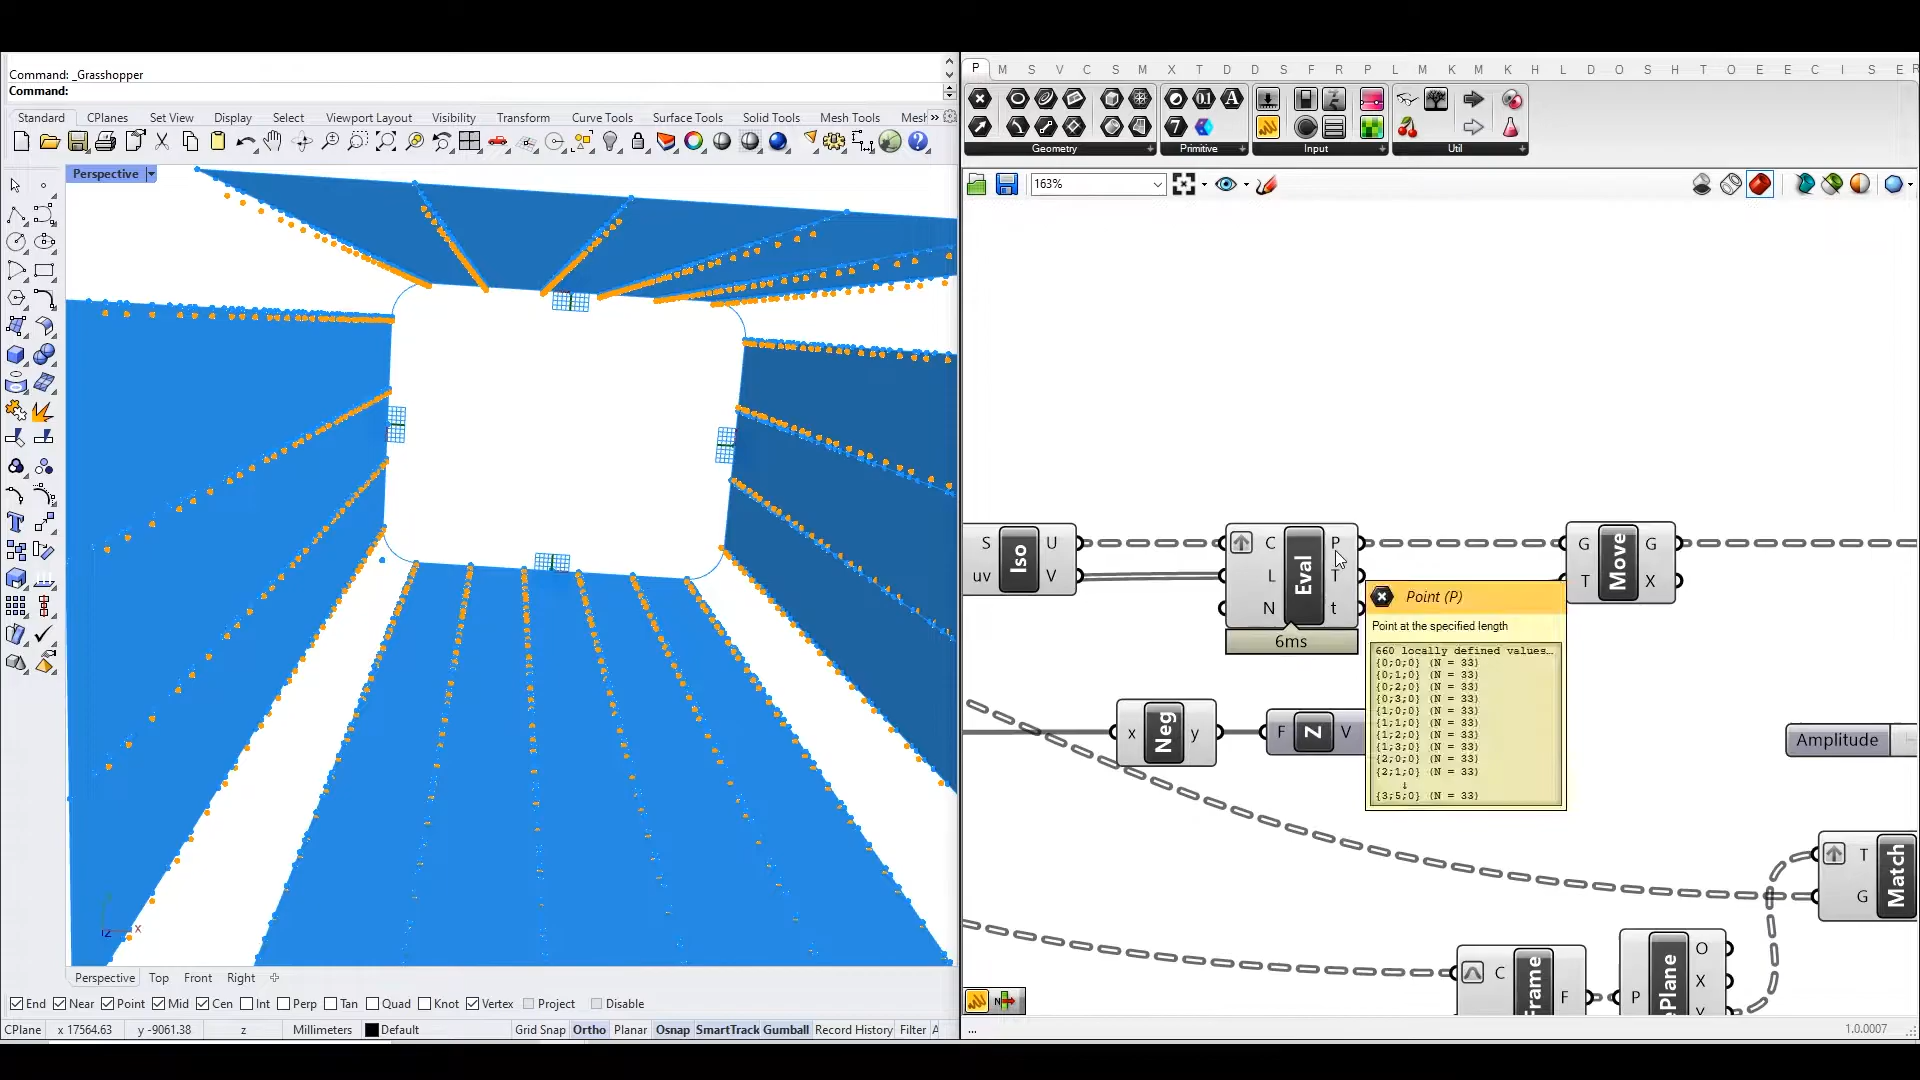 Command: _Grasshopper
Command:
Standard CPlanes Set View Display Select Viewport Layout Visibility Transform Curve Tools Surface Tools Solid Tools Mesh Tools Mesh »
Perspective
x
z
Perspective Top Front Right
End Near Point Mid Cen Int Perp Tan Quad Knot Vertex Project Disable
CPlane x 17564.63 y -9061.38 z Millimeters Default Grid Snap Ortho Planar Osnap SmartTrack Gumball Record History Filter A
P M S V C S M X T D D S F R P L M K M K H L D O S H T O E E C I S E R
Geometry Primitive Input Util
163%
S U
Iso
uv V
C P
Eval
L T
N t
6ms
G G
Move
T X
Point (P)
Point at the specified length
660 locally defined values…
{0;0;0} (N = 33)
{0;1;0} (N = 33)
{0;2;0} (N = 33)
{0;3;0} (N = 33)
{1;0;0} (N = 33)
{1;1;0} (N = 33)
{1;2;0} (N = 33)
{1;3;0} (N = 33)
{2;0;0} (N = 33)
{2;1;0} (N = 33)
↓
{3;5;0} (N = 33)
x Neg y
F Z V
Amplitude
T
Match
G
C
Frame
F
O
P ePlane X
Y
... 1.0.0007